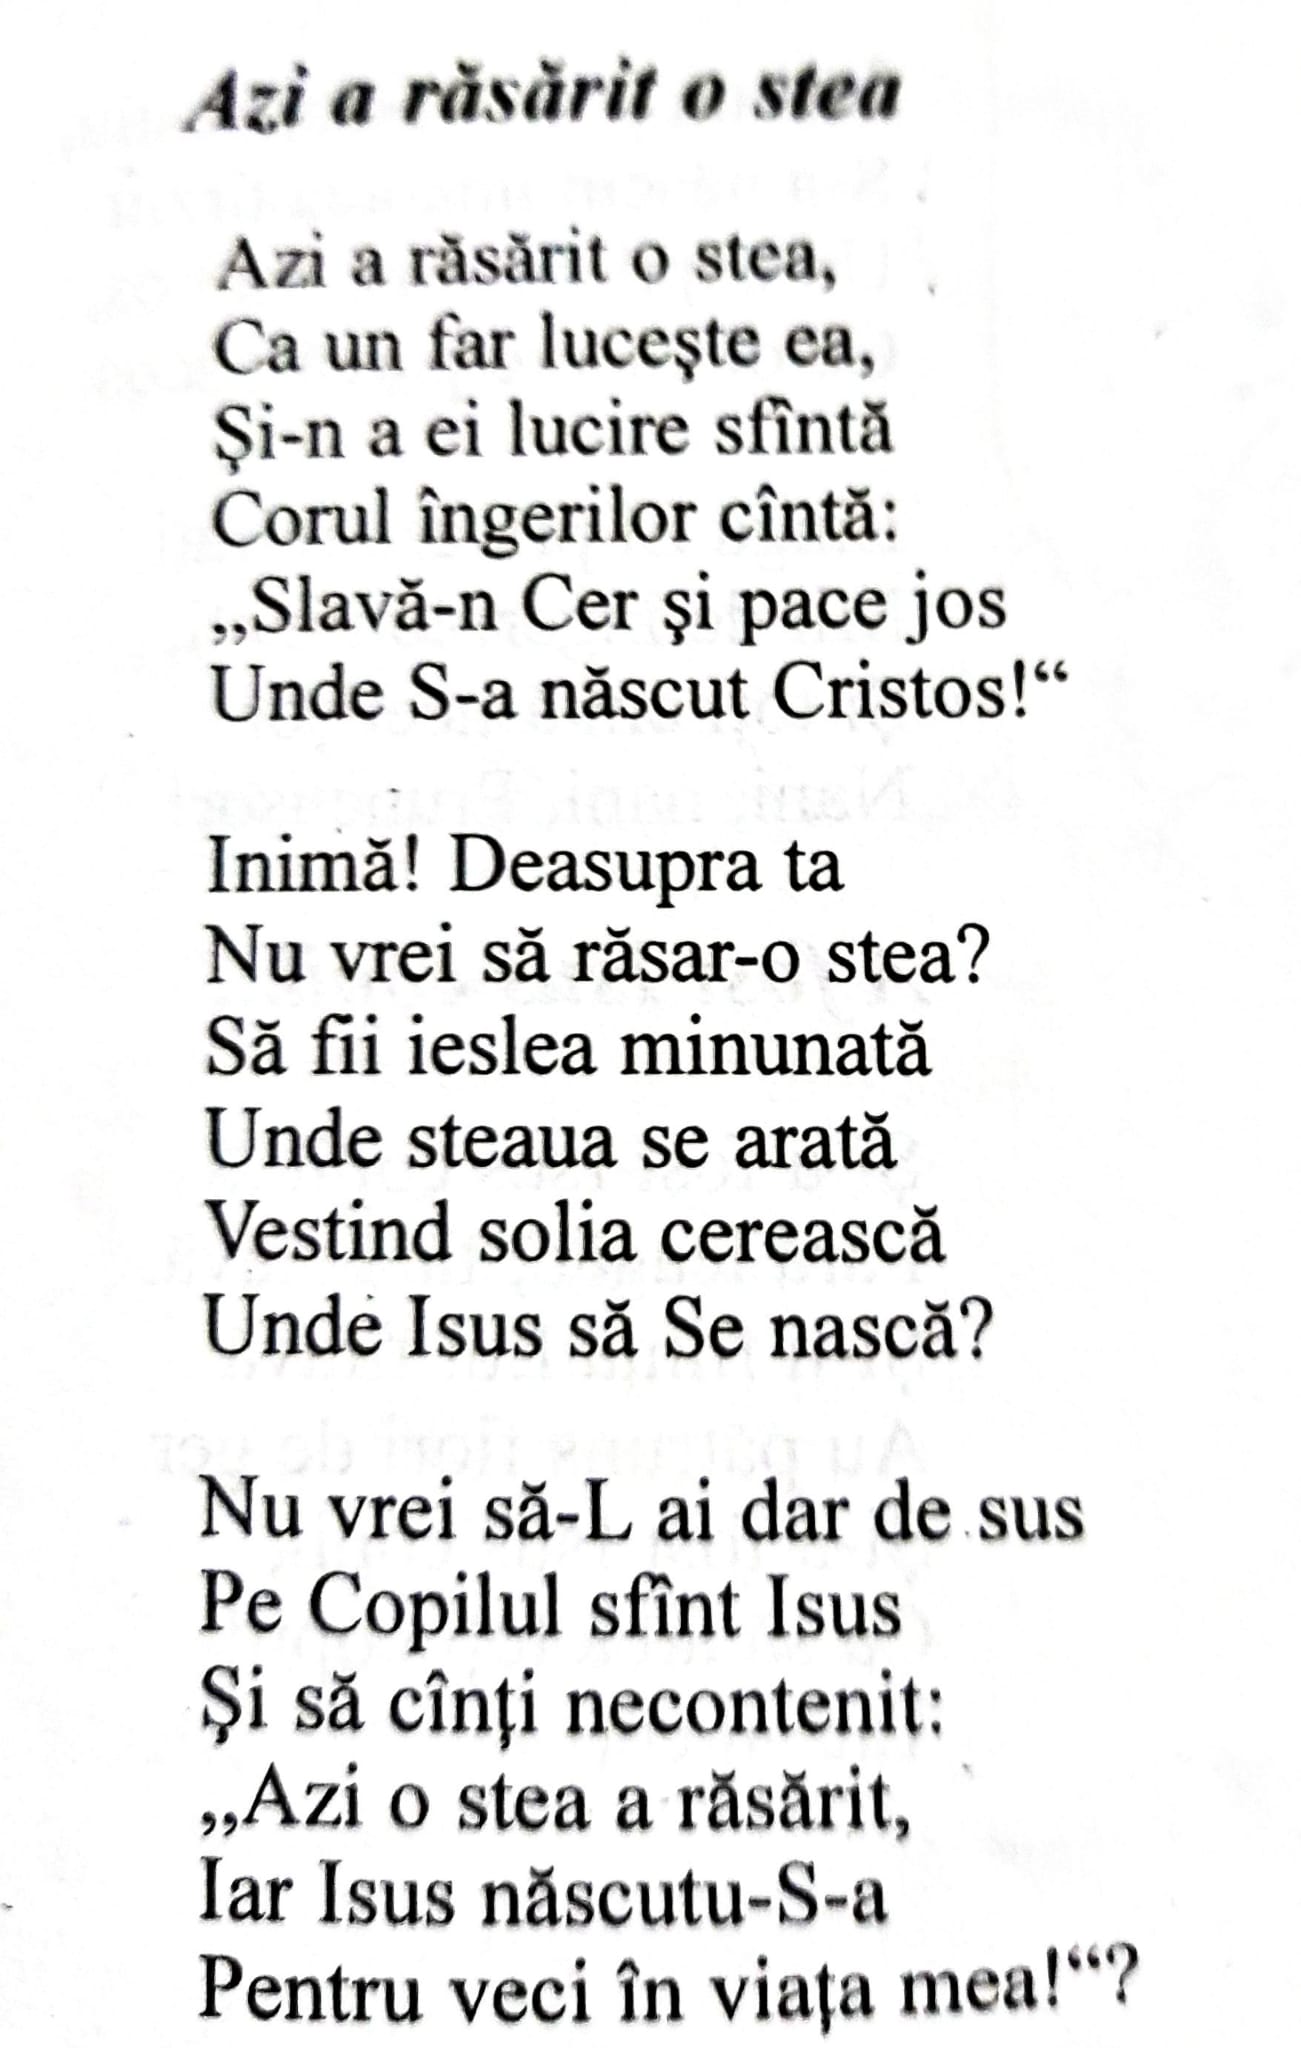 Azi a răsărit o stea
Azi a răsărit o stea,
Ca un far luceşte ea,
Şi-n a ei lucire sfîntă
Corul îngerilor cîntă:
„Slavă-n Cer şi pace jos
Unde S-a născut Cristos!“
Inimă! Deasupra ta
Nu vrei să răsar-o stea?
Să fii ieslea minunată
Unde steaua se arată
Vestind solia cerească
Unde Isus să Se nască?
Nu vrei să-L ai dar de sus
Pe Copilul sfînt Isus
Şi să cînţi necontenit:
„Azi o stea a răsărit,
Iar Isus născutu-S-a
Pentru veci în viaţa mea!“?